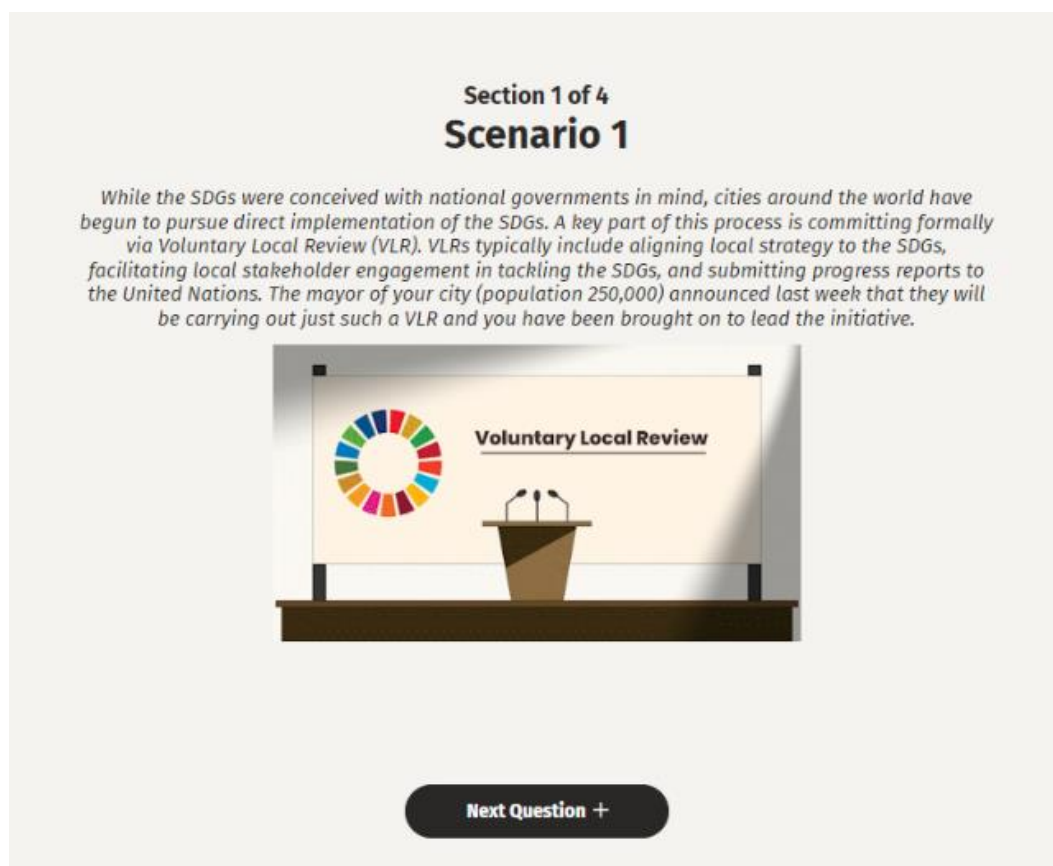 Section 1 of 4
Scenario 1
While the SDGs were conceived with national governments in mind, cities around the world have
begun to pursue direct implementation of the SDGs. A key part of this process is committing formally
via Voluntary Local Review (VLR). VLRs typically include aligning local strategy to the SDGs,
facilitating local stakeholder engagement in tackling the SDGs, and submitting progress reports to
the United Nations. The mayor of your city (population 250,000) announced last week that they will
be carrying out just such a VLR and you have been brought on to lead the initiative.
Voluntary Local Review
Next Question +